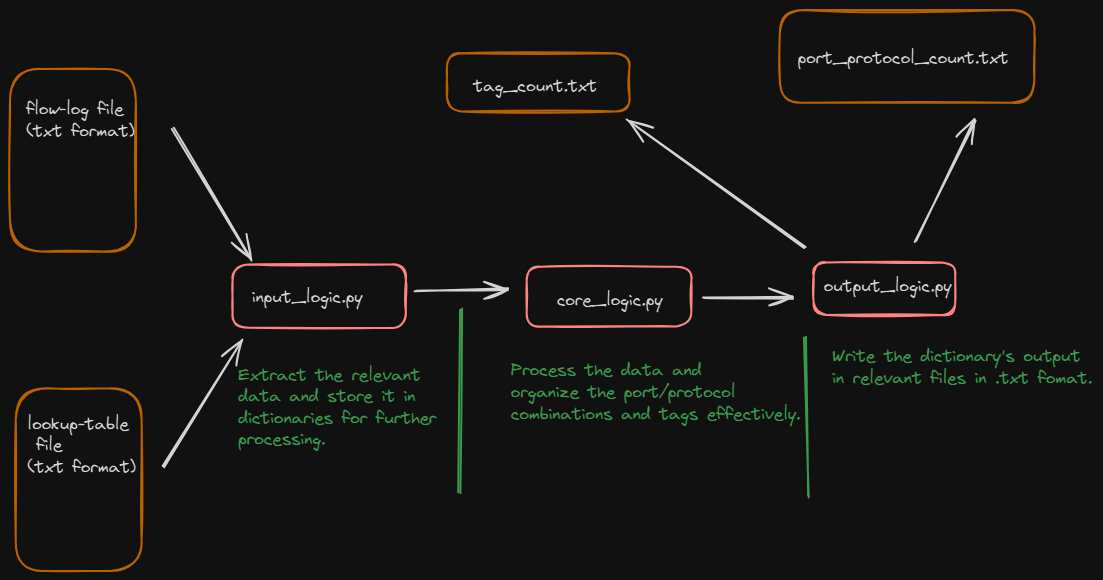 flow-log file
(txt format)
tag_count.txt
port_protocol_count.txt
input_logic.py
core_logic.py
output_logic.py
Extract the relevant
data and store it in
dictionaries for further
processing.
Process the data and
organize the port/protocol
combinations and tags effectively.
Write the dictionary's output
in relevant files in .txt fomat.
lookup-table
file
(txt format)